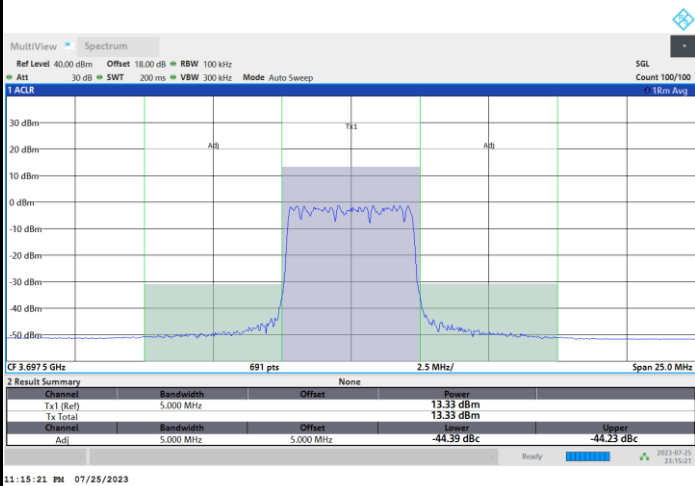 MultiView Spectrum
Ref Level 40.00 dBm Offset 18.00 dB RBW 100 kHz SGL
Att 30 dB SWT 200 ms VBW 300 kHz Mode Auto Sweep Count 100/100
1 ACLR 1Rm Avg
Tx1
Adj Adj
30 dBm
20 dBm
10 dBm
0 dBm
-10 dBm
-20 dBm
-30 dBm
-40 dBm
-50 dBm
CF 3.6975 GHz 691 pts 2.5 MHz/ Span 25.0 MHz
2 Result Summary None
Channel Bandwidth Offset Power
Tx1 (Ref) 5.000 MHz 13.33 dBm
Tx Total 13.33 dBm
Channel Bandwidth Offset Lower Upper
Adj 5.000 MHz 5.000 MHz -44.39 dBc -44.23 dBc
Ready 2023-07-25
23:15:21
11:15:21 PM 07/25/2023